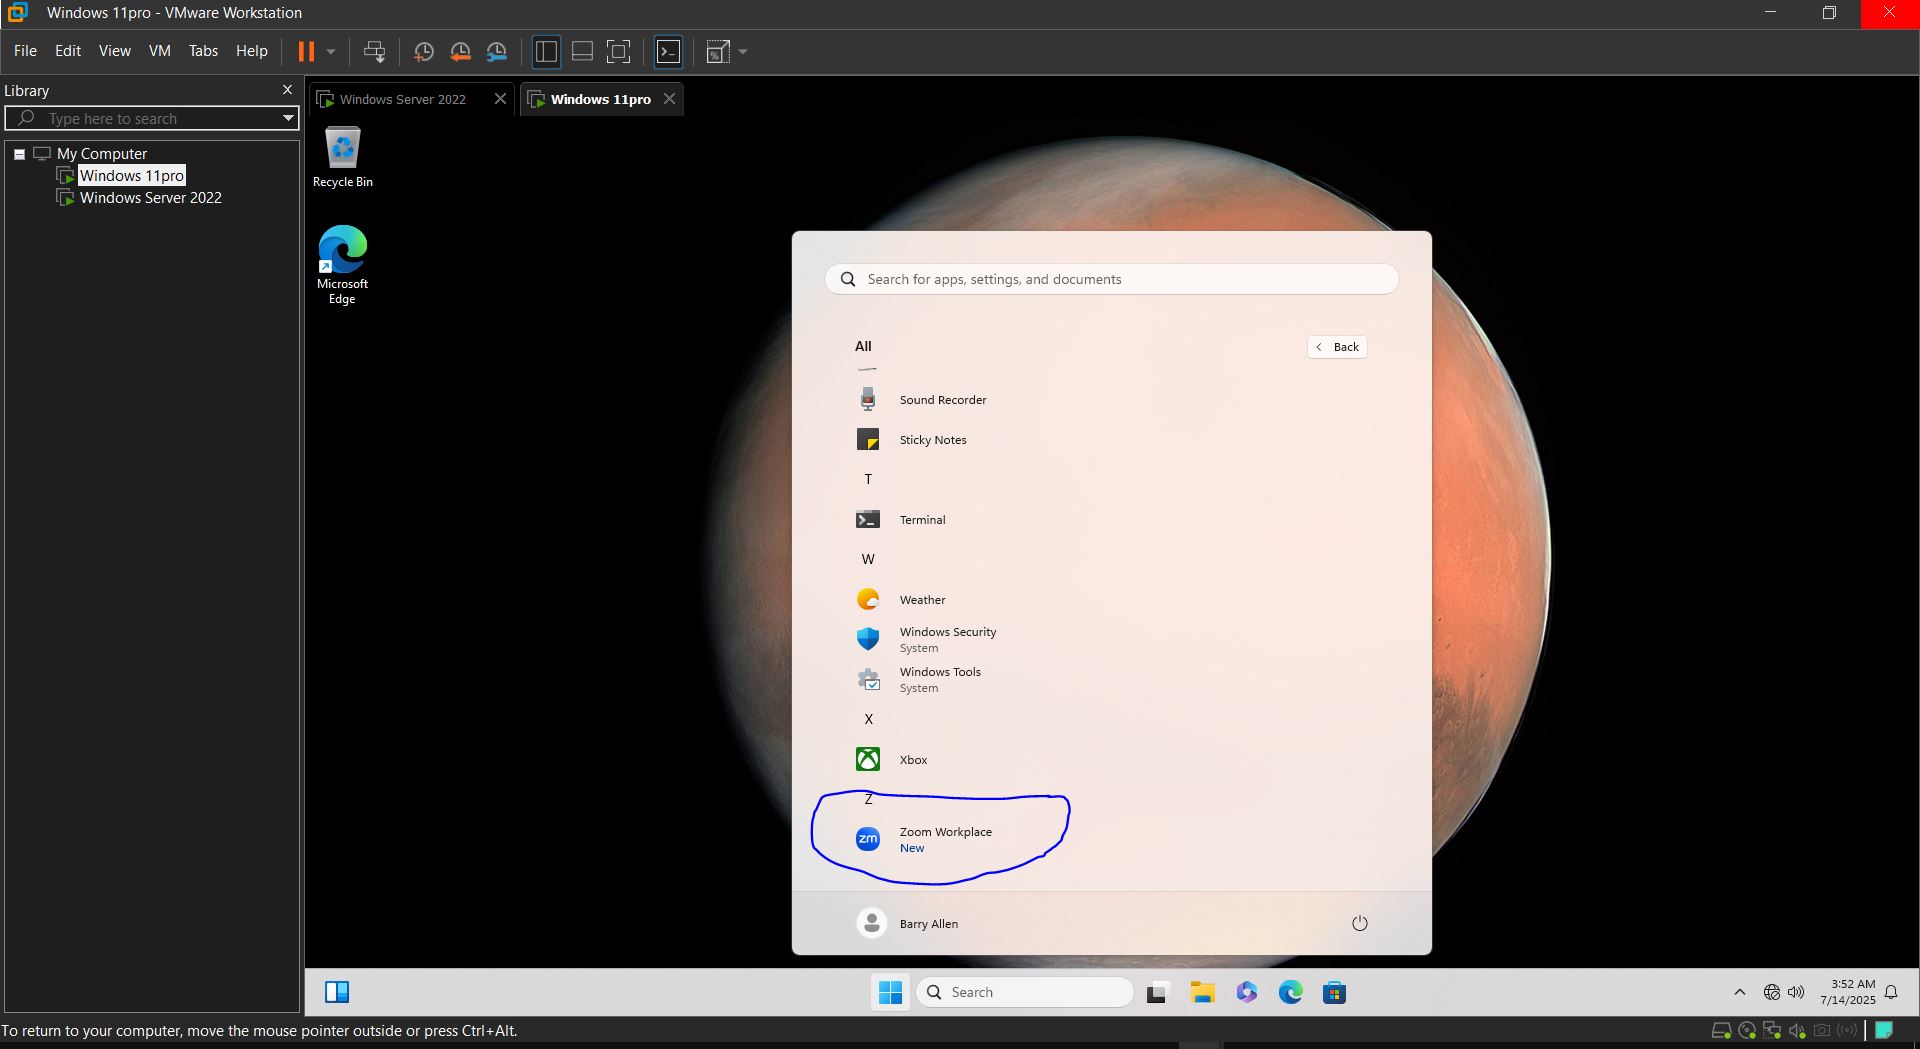 Windows 11pro - VMware Workstation
File Edit View VM Tabs Help
Library
Type here to search
My Computer
Windows 11pro
Windows Server 2022
Windows Server 2022
Windows 11pro
Recycle Bin
Microsoft
Edge
Search for apps, settings, and documents
All
Back
Sound Recorder
Sticky Notes
T
Terminal
W
Weather
Windows Security
System
Windows Tools
System
X
Xbox
Z
zm
Zoom Workplace
New
Barry Allen
Search
3:52 AM
7/14/2025
To return to your computer, move the mouse pointer outside or press Ctrl+Alt.